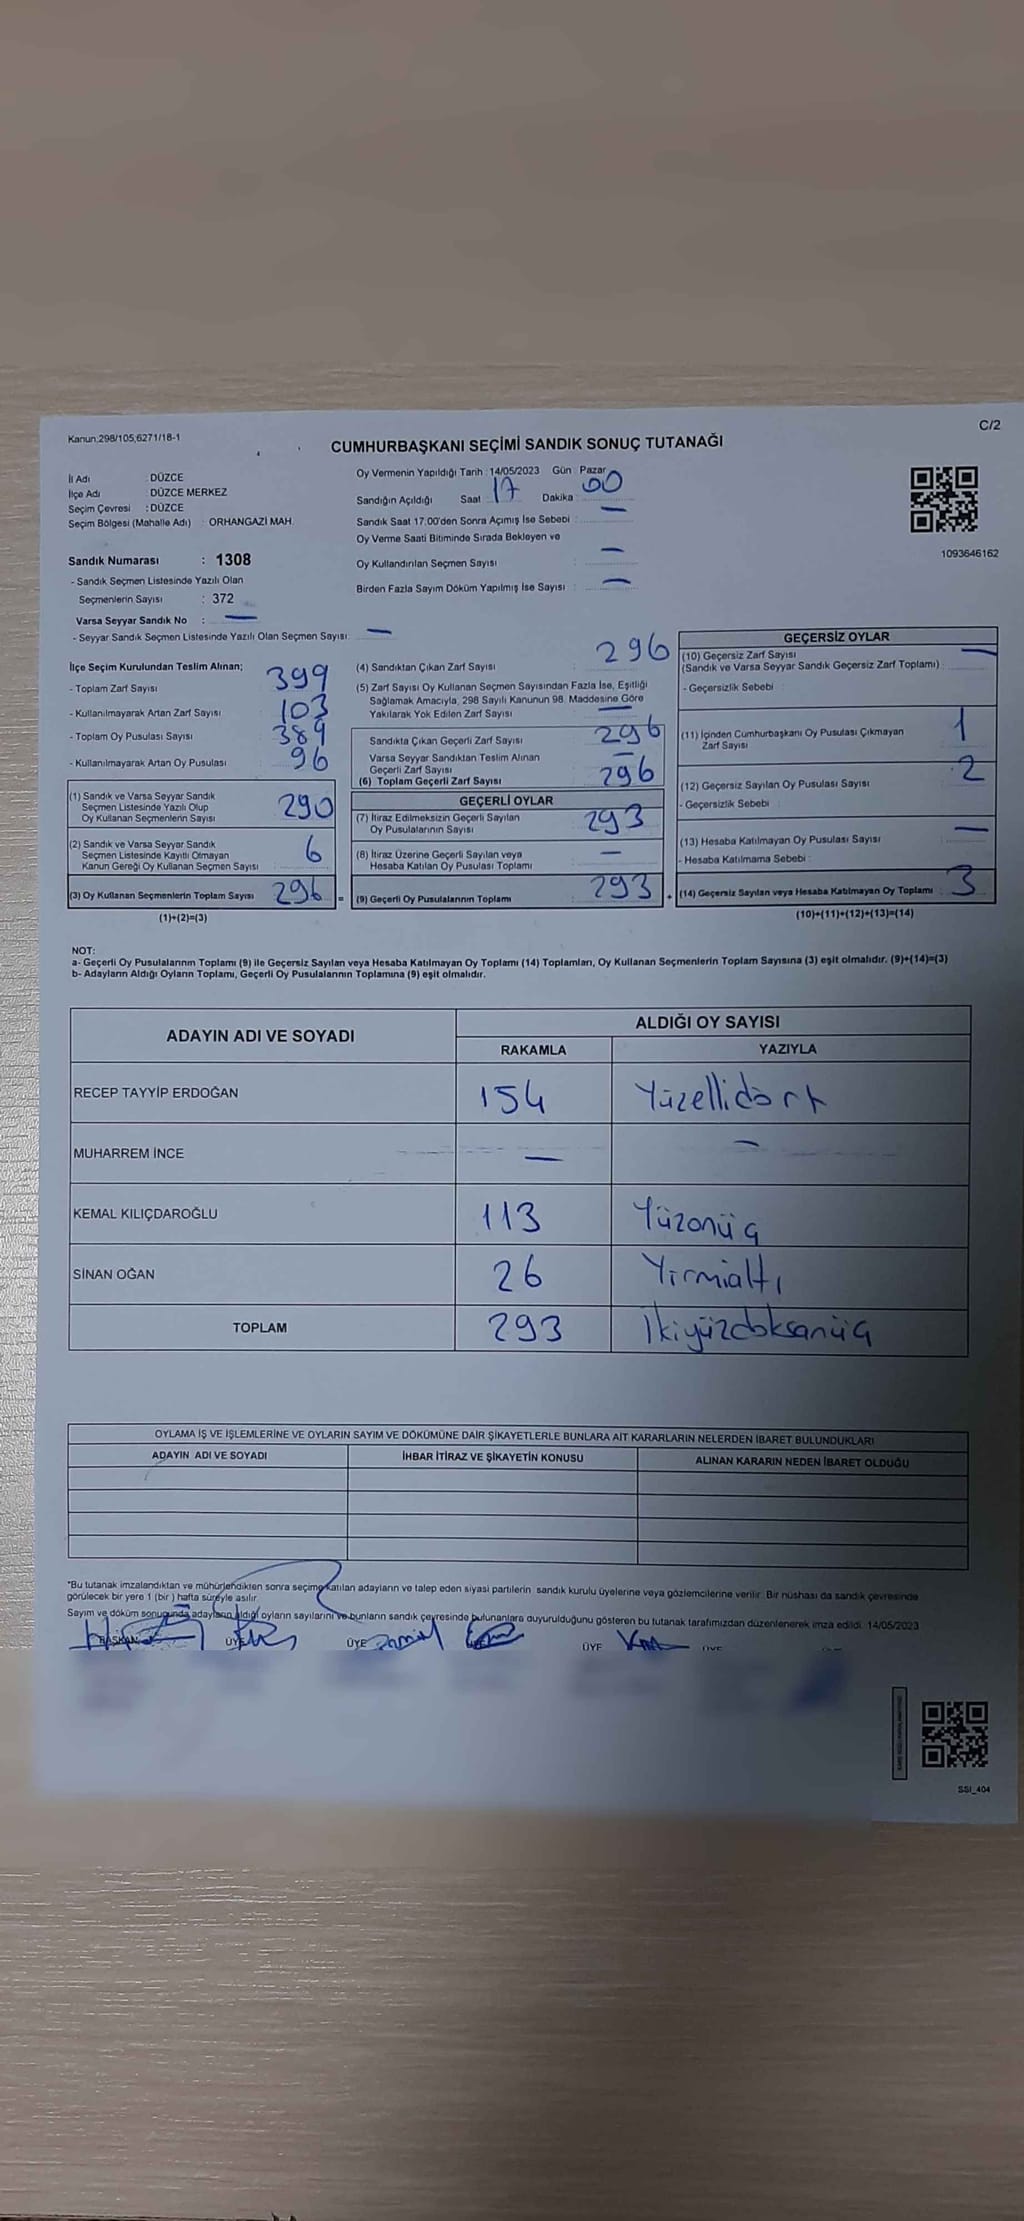 Kanun:298/105,6271/18-1
C/2
CUMHURBAŞKANI SEÇİMİ SANDIK SONUÇ TUTANAĞI
İl Adı : DÜZCE
İlçe Adı : DÜZCE MERKEZ
Seçim Çevresi : DÜZCE
Seçim Bölgesi (Mahalle Adı) : ORHANGAZİ MAH.
Oy Vermenin Yapıldığı Tarih : 14/05/2023 Gün : Pazar
Sandığın Açıldığı Saat : 17 Dakika : 00
Sandık Saat 17.00'den Sonra Açımış İse Sebebi : —
Oy Verme Saati Bitiminde Sırada Bekleyen ve
Oy Kullandırılan Seçmen Sayısı : —
Birden Fazla Sayım Döküm Yapılmış İse Sayısı : —
1093646162
Sandık Numarası : 1308
- Sandık Seçmen Listesinde Yazılı Olan
Seçmenlerin Sayısı : 372
Varsa Seyyar Sandık No : —
- Seyyar Sandık Seçmen Listesinde Yazılı Olan Seçmen Sayısı: —
İlçe Seçim Kurulundan Teslim Alınan;
- Toplam Zarf Sayısı 399
- Kullanılmayarak Artan Zarf Sayısı 103
- Toplam Oy Pusulası Sayısı 389
- Kullanılmayarak Artan Oy Pusulası 96
(1) Sandık ve Varsa Seyyar Sandık
Seçmen Listesinde Yazılı Olup
Oy Kullanan Seçmenlerin Sayısı 290
(2) Sandık ve Varsa Seyyar Sandık
Seçmen Listesinde Kayıtlı Olmayan
Kanun Gereği Oy Kullanan Seçmen Sayısı 6
(3) Oy Kullanan Seçmenlerin Toplam Sayısı 296 =
(1)+(2)=(3)
(4) Sandıktan Çıkan Zarf Sayısı : 296
(5) Zarf Sayısı Oy Kullanan Seçmen Sayısından Fazla İse, Eşitliği
Sağlamak Amacıyla, 298 Sayılı Kanunun 98. Maddesine Göre
Yakılarak Yok Edilen Zarf Sayısı —
Sandıkta Çıkan Geçerli Zarf Sayısı : 296
Varsa Seyyar Sandıktan Teslim Alınan
Geçerli Zarf Sayısı —
(6) Toplam Geçerli Zarf Sayısı : 296
GEÇERLİ OYLAR
(7) İtiraz Edilmeksizin Geçerli Sayılan
Oy Pusulalarının Sayısı 293
(8) İtiraz Üzerine Geçerli Sayılan veya
Hesaba Katılan Oy Pusulası Toplamı : —
(9) Geçerli Oy Pusulalarının Toplamı : 293 +
GEÇERSİZ OYLAR
(10) Geçersiz Zarf Sayısı —
(Sandık ve Varsa Seyyar Sandık Geçersiz Zarf Toplamı) :
- Geçersizlik Sebebi :
(11) İçinden Cumhurbaşkanı Oy Pusulası Çıkmayan
Zarf Sayısı 1
(12) Geçersiz Sayılan Oy Pusulası Sayısı : 2
- Geçersizlik Sebebi :
(13) Hesaba Katılmayan Oy Pusulası Sayısı : —
- Hesaba Katılmama Sebebi :
(14) Geçersiz Sayılan veya Hesaba Katılmayan Oy Toplamı : 3
(10)+(11)+(12)+(13)=(14)
NOT:
a- Geçerli Oy Pusulalarının Toplamı (9) ile Geçersiz Sayılan veya Hesaba Katılmayan Oy Toplamı (14) Toplamları, Oy Kullanan Seçmenlerin Toplam Sayısına (3) eşit olmalıdır. (9)+(14)=(3)
b- Adayların Aldığı Oyların Toplamı, Geçerli Oy Pusulalarının Toplamına (9) eşit olmalıdır.
ADAYIN ADI VE SOYADI
ALDIĞI OY SAYISI
RAKAMLA YAZIYLA
RECEP TAYYİP ERDOĞAN 154 Yüzellidört
MUHARREM İNCE — —
KEMAL KILIÇDAROĞLU 113 Yüzonüç
SİNAN OĞAN 26 Yirmialtı
TOPLAM 293 İkiyüzdoksanüç
OYLAMA İŞ VE İŞLEMLERİNE VE OYLARIN SAYIM VE DÖKÜMÜNE DAİR ŞİKAYETLERLE BUNLARA AİT KARARLARIN NELERDEN İBARET BULUNDUKLARI
ADAYIN ADI VE SOYADI İHBAR İTİRAZ VE ŞİKAYETİN KONUSU ALINAN KARARIN NEDEN İBARET OLDUĞU
*Bu tutanak imzalandıktan ve mühürlendikten sonra seçime katılan adayların ve talep eden siyasi partilerin sandık kurulu üyelerine veya gözlemcilerine verilir. Bir nüshası da sandık çevresinde
görülecek bir yere 1 (bir) hafta süreyle asılır.
Sayım ve döküm sonucunda adayların aldığı oyların sayılarını ve bunların sandık çevresinde bulunanlara duyurulduğunu gösteren bu tutanak tarafımızdan düzenlenerek imza edildi. 14/05/2023
BAŞKAN ÜYE ÜYE ÜYE ÜYE
SSI_404